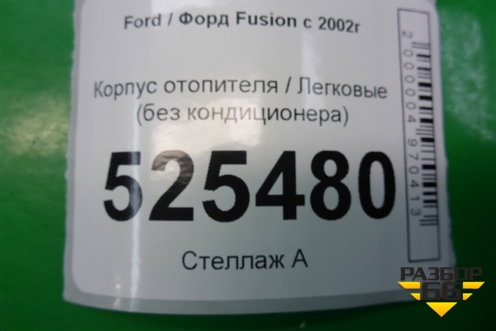 Ford / Форд Fusion с 2002г
Корпус отопителя / Легковые
(без кондиционера)
525480
Стеллаж А
2000004970413
РАЗБОР
66